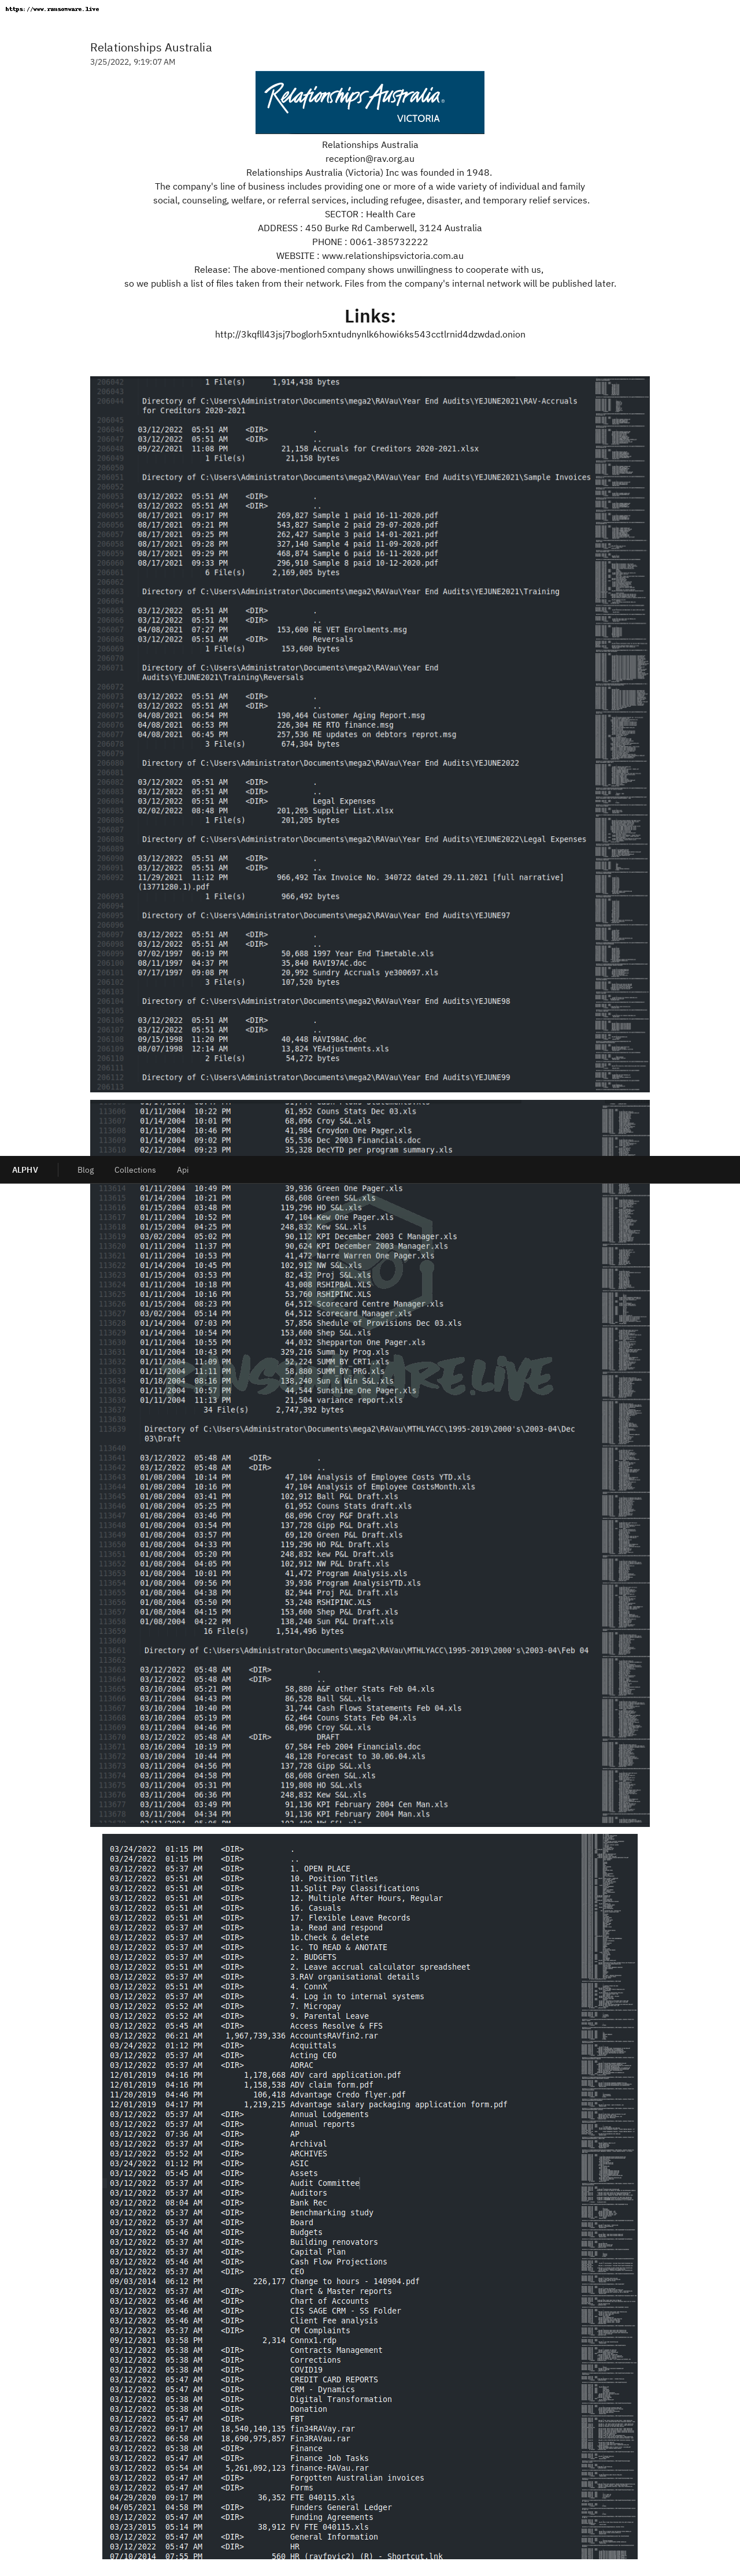 https://www.ransomware.live
Relationships Australia
3/25/2022, 9:19:07 AM
Relationships Australia
VICTORIA
Relationships Australia
reception@rav.org.au
Relationships Australia (Victoria) Inc was founded in 1948.
The company's line of business includes providing one or more of a wide variety of individual and family
social, counseling, welfare, or referral services, including refugee, disaster, and temporary relief services.
SECTOR : Health Care
ADDRESS : 450 Burke Rd Camberwell, 3124 Australia
PHONE : 0061-385732222
WEBSITE : www.relationshipsvictoria.com.au
Release: The above-mentioned company shows unwillingness to cooperate with us,
so we publish a list of files taken from their network. Files from the company's internal network will be published later.
Links:
http://3kqfll43jsj7boglorh5xntudnynlk6howi6ks543cctlrnid4dzwdad.onion
1 File(s) 1,914,438 bytes
Directory of C:\Users\Administrator\Documents\mega2\RAVau\Year End Audits\YEJUNE2021\RAV-Accruals
for Creditors 2020-2021
03/12/2022 05:51 AM <DIR> .
03/12/2022 05:51 AM <DIR> ..
09/22/2021 11:08 PM 21,158 Accruals for Creditors 2020-2021.xlsx
1 File(s) 21,158 bytes
Directory of C:\Users\Administrator\Documents\mega2\RAVau\Year End Audits\YEJUNE2021\Sample Invoices
03/12/2022 05:51 AM <DIR> .
03/12/2022 05:51 AM <DIR> ..
08/17/2021 09:17 PM 269,827 Sample 1 paid 16-11-2020.pdf
08/17/2021 09:21 PM 543,827 Sample 2 paid 29-07-2020.pdf
08/17/2021 09:25 PM 262,427 Sample 3 paid 14-01-2021.pdf
08/17/2021 09:28 PM 327,140 Sample 4 paid 11-09-2020.pdf
08/17/2021 09:29 PM 468,874 Sample 6 paid 16-11-2020.pdf
08/17/2021 09:33 PM 296,910 Sample 8 paid 10-12-2020.pdf
6 File(s) 2,169,005 bytes
Directory of C:\Users\Administrator\Documents\mega2\RAVau\Year End Audits\YEJUNE2021\Training
03/12/2022 05:51 AM <DIR> .
03/12/2022 05:51 AM <DIR> ..
04/08/2021 07:27 PM 153,600 RE VET Enrolments.msg
03/12/2022 05:51 AM <DIR> Reversals
1 File(s) 153,600 bytes
Directory of C:\Users\Administrator\Documents\mega2\RAVau\Year End
Audits\YEJUNE2021\Training\Reversals
03/12/2022 05:51 AM <DIR> .
03/12/2022 05:51 AM <DIR> ..
04/08/2021 06:54 PM 190,464 Customer Aging Report.msg
04/08/2021 06:53 PM 226,304 RE RTO finance.msg
04/08/2021 06:45 PM 257,536 RE updates on debtors reprot.msg
3 File(s) 674,304 bytes
Directory of C:\Users\Administrator\Documents\mega2\RAVau\Year End Audits\YEJUNE2022
03/12/2022 05:51 AM <DIR> .
03/12/2022 05:51 AM <DIR> ..
03/12/2022 05:51 AM <DIR> Legal Expenses
02/02/2022 08:48 PM 201,205 Supplier List.xlsx
1 File(s) 201,205 bytes
Directory of C:\Users\Administrator\Documents\mega2\RAVau\Year End Audits\YEJUNE2022\Legal Expenses
03/12/2022 05:51 AM <DIR> .
03/12/2022 05:51 AM <DIR> ..
11/29/2021 11:12 PM 966,492 Tax Invoice No. 340722 dated 29.11.2021 [full narrative]
(13771280.1).pdf
1 File(s) 966,492 bytes
Directory of C:\Users\Administrator\Documents\mega2\RAVau\Year End Audits\YEJUNE97
03/12/2022 05:51 AM <DIR> .
03/12/2022 05:51 AM <DIR> ..
07/02/1997 06:19 PM 50,688 1997 Year End Timetable.xls
08/11/1997 04:37 PM 35,840 RAVI97AC.doc
07/17/1997 09:08 PM 20,992 Sundry Accruals ye300697.xls
3 File(s) 107,520 bytes
Directory of C:\Users\Administrator\Documents\mega2\RAVau\Year End Audits\YEJUNE98
03/12/2022 05:51 AM <DIR> .
03/12/2022 05:51 AM <DIR> ..
09/15/1998 11:20 PM 40,448 RAVI98AC.doc
08/07/1998 12:14 AM 13,824 YEAdjustments.xls
2 File(s) 54,272 bytes
Directory of C:\Users\Administrator\Documents\mega2\RAVau\Year End Audits\YEJUNE99
01/11/2004 10:22 PM 61,952 Couns Stats Dec 03.xls
01/14/2004 10:01 PM 68,096 Croy S&L.xls
01/11/2004 10:46 PM 41,984 Croydon One Pager.xls
01/14/2004 09:02 PM 65,536 Dec 2003 Financials.doc
02/12/2004 09:23 PM 35,328 DecYTD per program summary.xls
ALPHV Blog Collections Api
01/11/2004 10:49 PM 39,936 Green One Pager.xls
01/14/2004 10:21 PM 68,608 Green S&L.xls
01/15/2004 03:48 PM 119,296 HO S&L.xls
01/11/2004 10:52 PM 47,104 Kew One Pager.xls
01/15/2004 04:25 PM 248,832 Kew S&L.xls
03/02/2004 05:02 PM 90,112 KPI December 2003 C Manager.xls
01/11/2004 11:37 PM 90,624 KPI December 2003 Manager.xls
01/11/2004 10:53 PM 41,472 Narre Warren One Pager.xls
01/14/2004 10:45 PM 102,912 NW S&L.xls
01/15/2004 03:53 PM 82,432 Proj S&L.xls
01/11/2004 10:18 PM 43,008 RSHIPBAL.XLS
01/11/2004 10:16 PM 53,760 RSHIPINC.XLS
01/15/2004 08:23 PM 64,512 Scorecard Centre Manager.xls
03/02/2004 05:14 PM 64,512 Scorecard Manager.xls
01/14/2004 07:03 PM 57,856 Shedule of Provisions Dec 03.xls
01/14/2004 10:54 PM 153,600 Shep S&L.xls
01/11/2004 10:55 PM 44,032 Shepparton One Pager.xls
01/11/2004 10:43 PM 329,216 Summ by Prog.xls
01/11/2004 11:09 PM 52,224 SUMM BY CRT1.xls
01/11/2004 11:11 PM 58,880 SUMM BY PRG.xls
01/18/2004 08:16 PM 138,240 Sun & Win S&L.xls
01/11/2004 10:57 PM 44,544 Sunshine One Pager.xls
01/11/2004 11:13 PM 21,504 variance report.xls
34 File(s) 2,747,392 bytes
RANSOMWARE.LIVE
Directory of C:\Users\Administrator\Documents\mega2\RAVau\MTHLYACC\1995-2019\2000's\2003-04\Dec
03\Draft
03/12/2022 05:48 AM <DIR> .
03/12/2022 05:48 AM <DIR> ..
01/08/2004 10:14 PM 47,104 Analysis of Employee Costs YTD.xls
01/08/2004 10:16 PM 47,104 Analysis of Employee CostsMonth.xls
01/08/2004 03:41 PM 102,912 Ball P&L Draft.xls
01/08/2004 05:25 PM 61,952 Couns Stats draft.xls
01/08/2004 03:46 PM 68,096 Croy P&F Draft.xls
01/08/2004 03:54 PM 137,728 Gipp P&L Draft.xls
01/08/2004 03:57 PM 69,120 Green P&L Draft.xls
01/08/2004 04:33 PM 119,296 HO P&L Draft.xls
01/08/2004 05:20 PM 248,832 kew P&L Draft.xls
01/08/2004 04:05 PM 102,912 NW P&L Draft.xls
01/08/2004 10:01 PM 41,472 Program Analysis.xls
01/08/2004 09:56 PM 39,936 Program AnalysisYTD.xls
01/08/2004 04:38 PM 82,944 Proj P&L Draft.xls
01/08/2004 05:50 PM 53,248 RSHIPINC.XLS
01/08/2004 04:15 PM 153,600 Shep P&L Draft.xls
01/08/2004 04:22 PM 138,240 Sun P&L Draft.xls
16 File(s) 1,514,496 bytes
Directory of C:\Users\Administrator\Documents\mega2\RAVau\MTHLYACC\1995-2019\2000's\2003-04\Feb 04
03/12/2022 05:48 AM <DIR> .
03/12/2022 05:48 AM <DIR> ..
03/10/2004 05:21 PM 58,880 A&F other Stats Feb 04.xls
03/11/2004 04:43 PM 86,528 Ball S&L.xls
03/10/2004 10:40 PM 31,744 Cash Flows Statements Feb 04.xls
03/10/2004 05:19 PM 62,464 Couns Stats Feb 04.xls
03/11/2004 04:46 PM 68,096 Croy S&L.xls
03/12/2022 05:48 AM <DIR> DRAFT
03/16/2004 10:19 PM 67,584 Feb 2004 Financials.doc
03/10/2004 10:44 PM 48,128 Forecast to 30.06.04.xls
03/11/2004 04:56 PM 137,728 Gipp S&L.xls
03/11/2004 04:58 PM 68,608 Green S&L.xls
03/11/2004 05:31 PM 119,808 HO S&L.xls
03/11/2004 06:36 PM 248,832 Kew S&L.xls
03/11/2004 03:49 PM 91,136 KPI February 2004 Cen Man.xls
03/11/2004 04:34 PM 91,136 KPI February 2004 Man.xls
03/24/2022 01:15 PM <DIR> .
03/24/2022 01:15 PM <DIR> ..
03/12/2022 05:37 AM <DIR> 1. OPEN PLACE
03/12/2022 05:51 AM <DIR> 10. Position Titles
03/12/2022 05:51 AM <DIR> 11.Split Pay Classifications
03/12/2022 05:51 AM <DIR> 12. Multiple After Hours, Regular
03/12/2022 05:51 AM <DIR> 16. Casuals
03/12/2022 05:51 AM <DIR> 17. Flexible Leave Records
03/12/2022 05:37 AM <DIR> 1a. Read and respond
03/12/2022 05:37 AM <DIR> 1b.Check & delete
03/12/2022 05:37 AM <DIR> 1c. TO READ & ANOTATE
03/12/2022 05:37 AM <DIR> 2. BUDGETS
03/12/2022 05:51 AM <DIR> 2. Leave accrual calculator spreadsheet
03/12/2022 05:37 AM <DIR> 3.RAV organisational details
03/12/2022 05:51 AM <DIR> 4. ConnX
03/12/2022 05:37 AM <DIR> 4. Log in to internal systems
03/12/2022 05:52 AM <DIR> 7. Micropay
03/12/2022 05:52 AM <DIR> 9. Parental Leave
03/12/2022 05:45 AM <DIR> Access Resolve & FFS
03/12/2022 06:21 AM 1,967,739,336 AccountsRAVfin2.rar
03/24/2022 01:12 PM <DIR> Acquittals
03/12/2022 05:37 AM <DIR> Acting CEO
03/12/2022 05:37 AM <DIR> ADRAC
12/01/2019 04:16 PM 1,178,668 ADV card application.pdf
12/01/2019 04:16 PM 1,158,538 ADV claim form.pdf
11/20/2019 04:46 PM 106,418 Advantage Credo flyer.pdf
12/01/2019 04:17 PM 1,219,215 Advantage salary packaging application form.pdf
03/12/2022 05:37 AM <DIR> Annual Lodgements
03/12/2022 05:37 AM <DIR> Annual reports
03/12/2022 07:36 AM <DIR> AP
03/12/2022 05:37 AM <DIR> Archival
03/12/2022 05:52 AM <DIR> ARCHIVES
03/24/2022 01:12 PM <DIR> ASIC
03/12/2022 05:45 AM <DIR> Assets
03/12/2022 05:37 AM <DIR> Audit Committee
03/12/2022 05:37 AM <DIR> Auditors
03/12/2022 08:04 AM <DIR> Bank Rec
03/12/2022 05:37 AM <DIR> Benchmarking study
03/12/2022 05:37 AM <DIR> Board
03/12/2022 05:46 AM <DIR> Budgets
03/12/2022 05:37 AM <DIR> Building renovators
03/12/2022 05:37 AM <DIR> Capital Plan
03/12/2022 05:46 AM <DIR> Cash Flow Projections
03/12/2022 05:37 AM <DIR> CEO
09/03/2014 06:12 PM 226,177 Change to hours - 140904.pdf
03/12/2022 05:37 AM <DIR> Chart & Master reports
03/12/2022 05:46 AM <DIR> Chart of Accounts
03/12/2022 05:46 AM <DIR> CIS SAGE CRM - SS Folder
03/12/2022 05:46 AM <DIR> Client Fee analysis
03/12/2022 05:37 AM <DIR> CM Complaints
09/12/2021 03:58 PM 2,314 Connx1.rdp
03/12/2022 05:38 AM <DIR> Contracts Management
03/12/2022 05:38 AM <DIR> Corrections
03/12/2022 05:38 AM <DIR> COVID19
03/12/2022 05:47 AM <DIR> CREDIT CARD REPORTS
03/12/2022 05:47 AM <DIR> CRM - Dynamics
03/12/2022 05:38 AM <DIR> Digital Transformation
03/12/2022 05:38 AM <DIR> Donation
03/12/2022 05:47 AM <DIR> FBT
03/12/2022 09:17 AM 18,540,140,135 fin34RAVay.rar
03/12/2022 06:58 AM 18,690,975,857 Fin3RAVau.rar
03/12/2022 05:38 AM <DIR> Finance
03/12/2022 05:47 AM <DIR> Finance Job Tasks
03/12/2022 05:54 AM 5,261,092,123 finance-RAVau.rar
03/12/2022 05:47 AM <DIR> Forgotten Australian invoices
03/12/2022 05:47 AM <DIR> Forms
04/29/2020 09:17 PM 36,352 FTE 040115.xls
04/05/2021 04:58 PM <DIR> Funders General Ledger
03/12/2022 05:47 AM <DIR> Funding Agreements
03/23/2015 05:14 PM 38,912 FV FTE 040115.xls
03/12/2022 05:47 AM <DIR> General Information
03/12/2022 05:47 AM <DIR> HR
07/10/2014 07:55 PM 560 HR (ravfpvic2) (R) - Shortcut.lnk